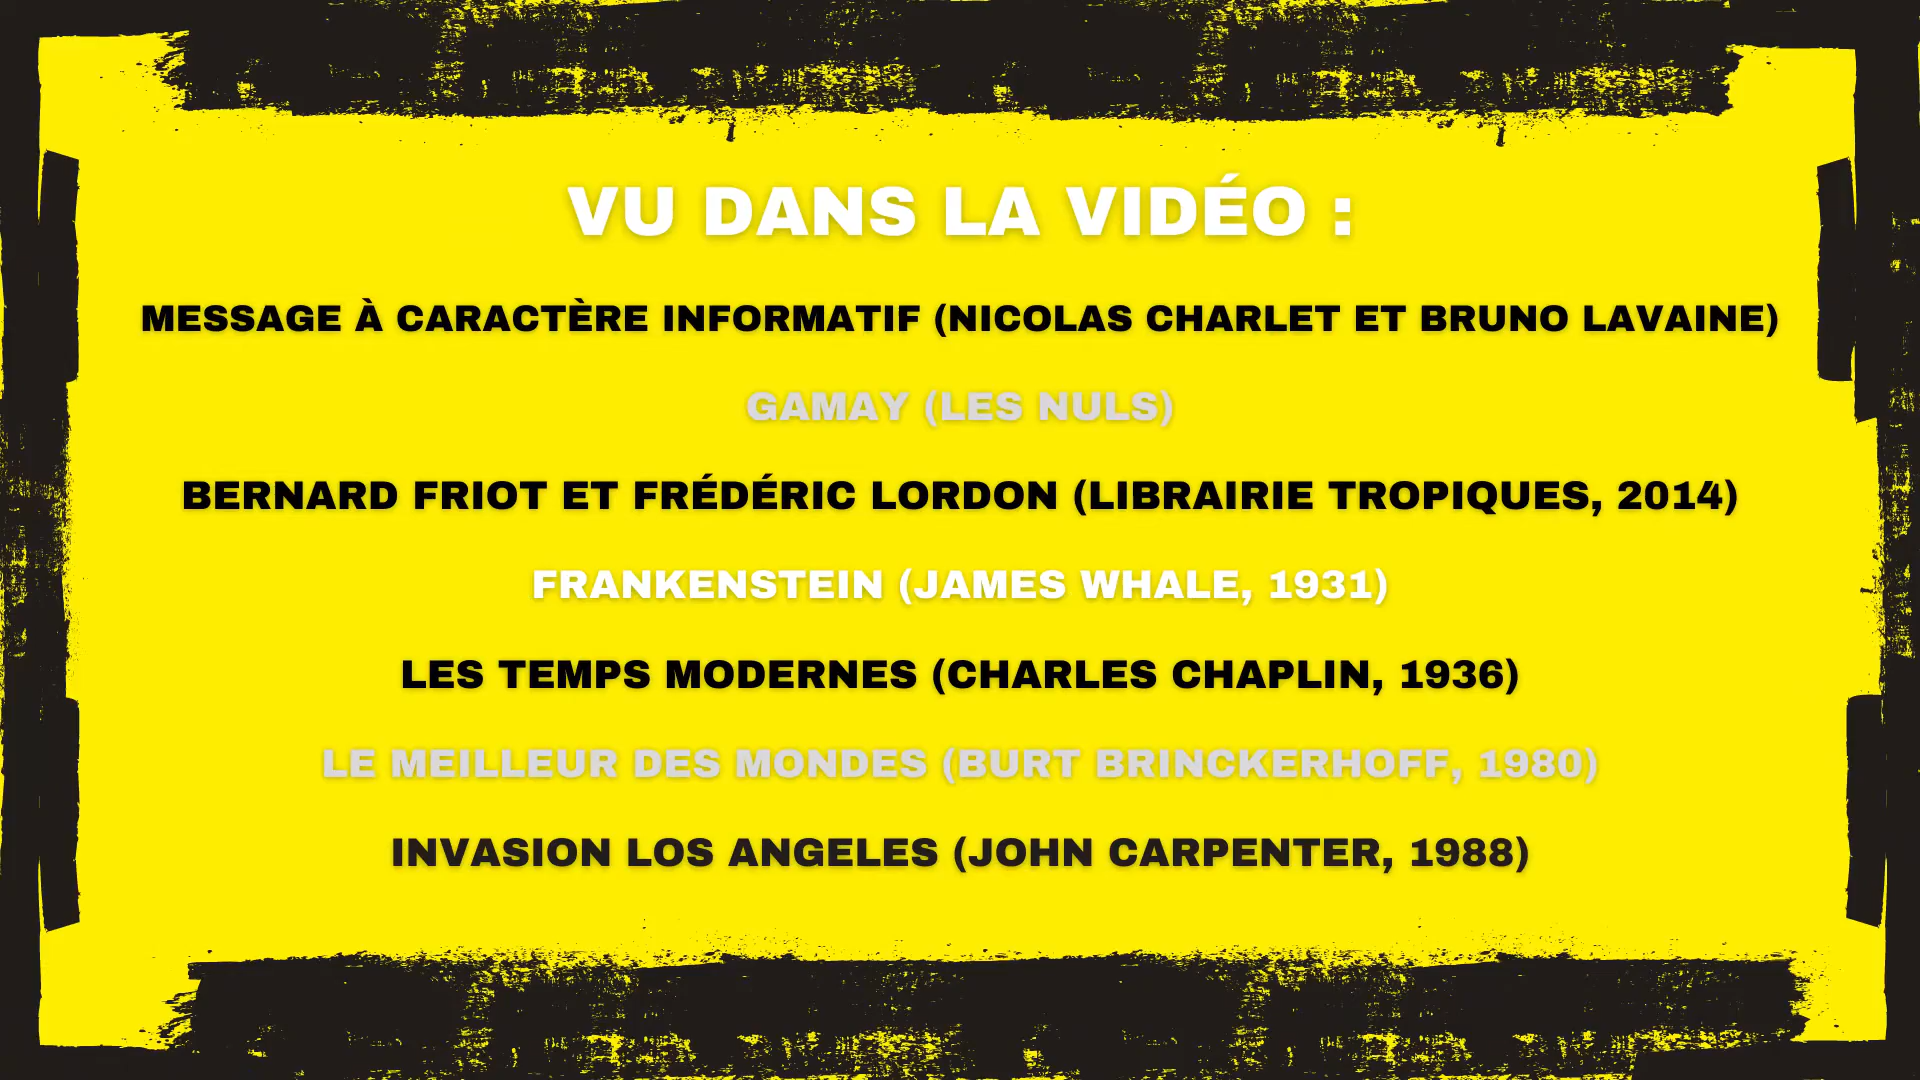 VU DANS LA VIDÉO :
MESSAGE À CARACTÈRE INFORMATIF (NICOLAS CHARLET ET BRUNO LAVAINE)
GAMAY (LES NULS)
BERNARD FRIOT ET FRÉDÉRIC LORDON (LIBRAIRIE TROPIQUES, 2014)
FRANKENSTEIN (JAMES WHALE, 1931)
LES TEMPS MODERNES (CHARLES CHAPLIN, 1936)
LE MEILLEUR DES MONDES (BURT BRINCKERHOFF, 1980)
INVASION LOS ANGELES (JOHN CARPENTER, 1988)